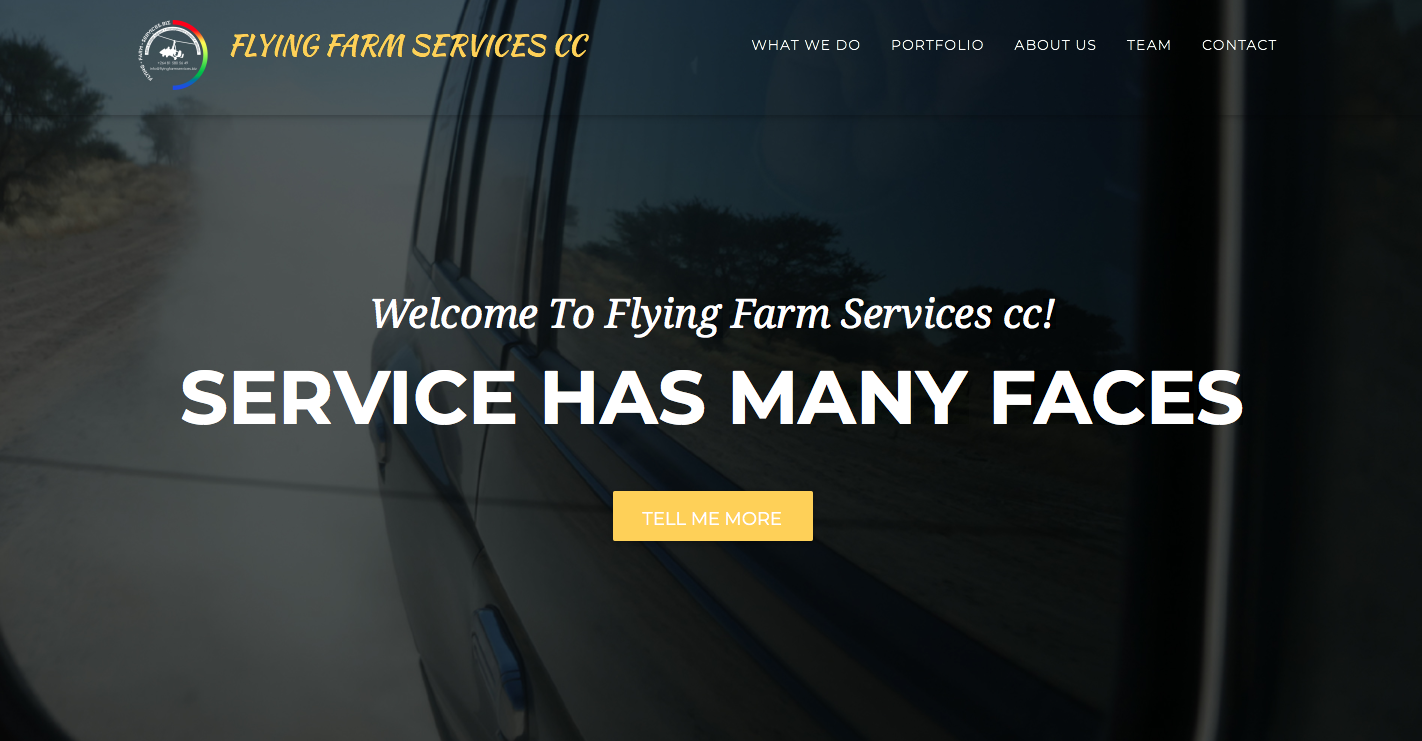 FLYING FARM SERVICES CC
WHAT WE DO PORTFOLIO ABOUT US TEAM CONTACT
Welcome To Flying Farm Services cc!
SERVICE HAS MANY FACES
TELL ME MORE